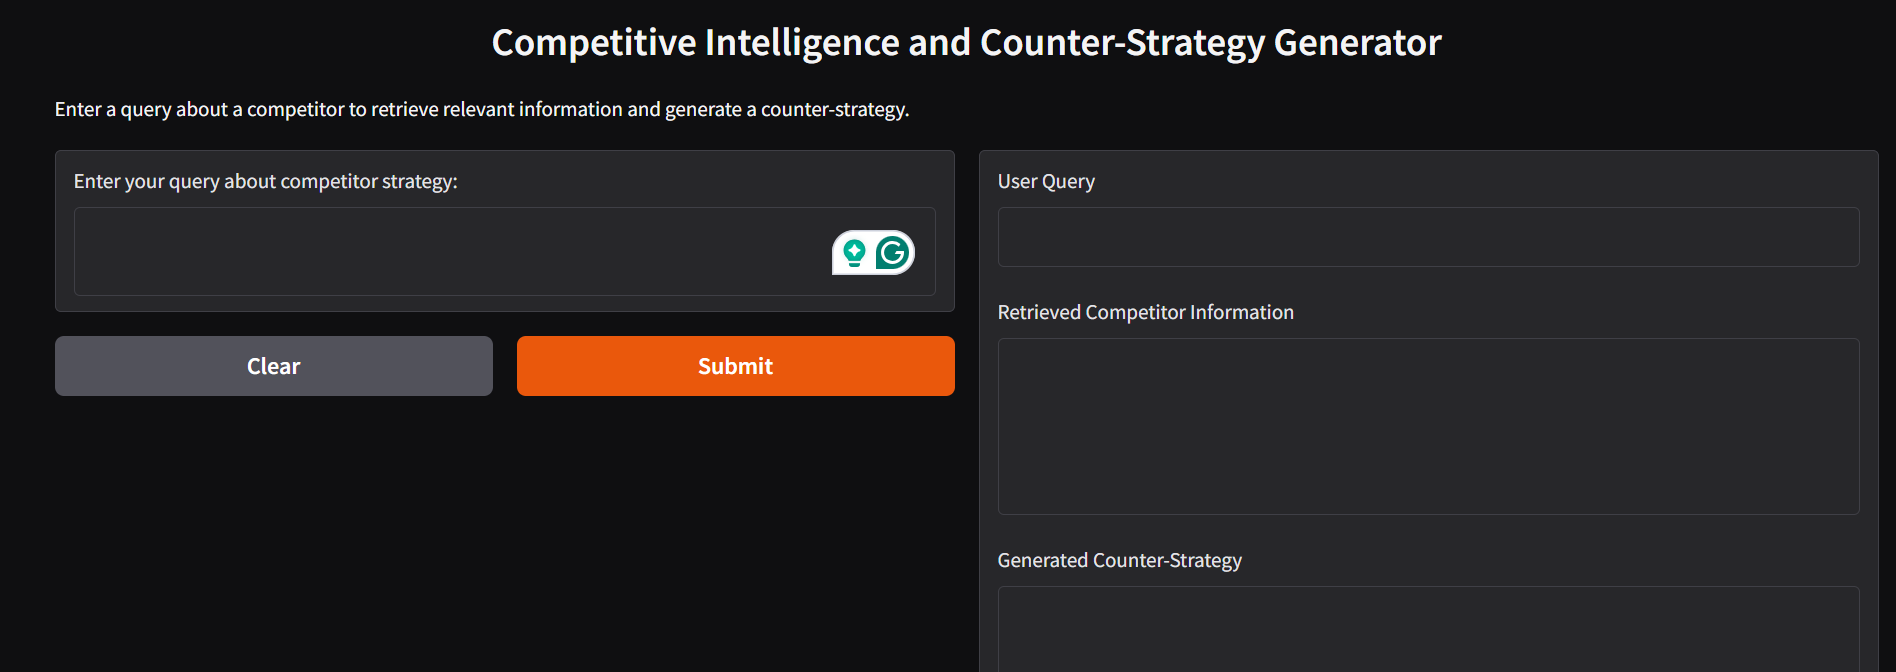 Competitive Intelligence and Counter-Strategy Generator
Enter a query about a competitor to retrieve relevant information and generate a counter-strategy.
Enter your query about competitor strategy:
Clear
Submit
User Query
Retrieved Competitor Information
Generated Counter-Strategy